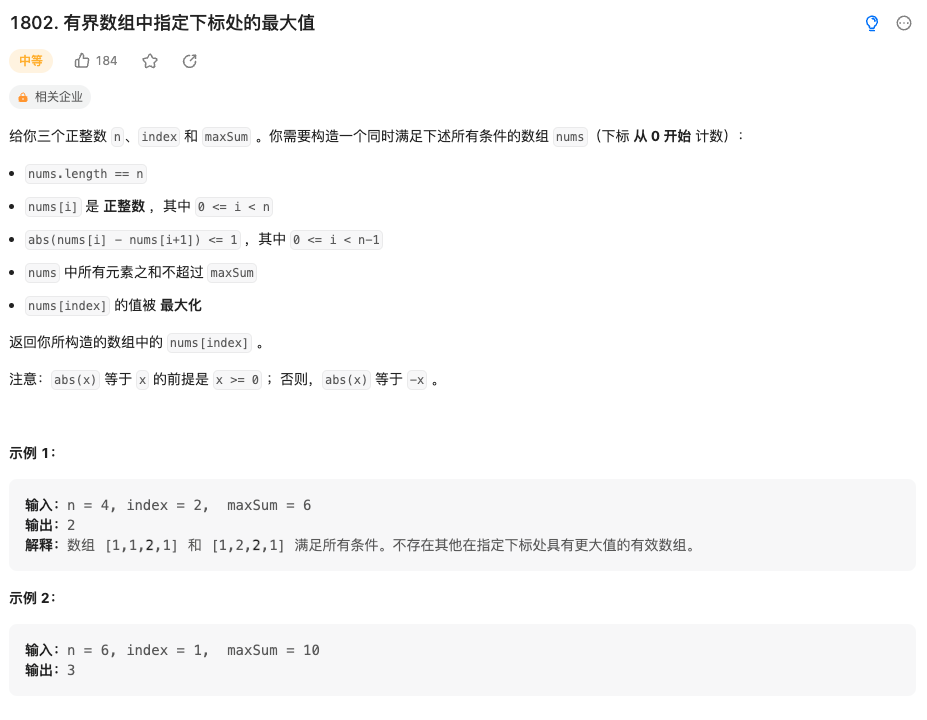 1802. 有界数组中指定下标处的最大值
中等 184
相关企业
给你三个正整数 n、index 和 maxSum 。你需要构造一个同时满足下述所有条件的数组 nums（下标 从 0 开始 计数）：
• nums.length == n
• nums[i] 是 正整数 ，其中 0 <= i < n
• abs(nums[i] - nums[i+1]) <= 1 ，其中 0 <= i < n-1
• nums 中所有元素之和不超过 maxSum
• nums[index] 的值被 最大化
返回你所构造的数组中的 nums[index] 。
注意：abs(x) 等于 x 的前提是 x >= 0 ；否则，abs(x) 等于 -x 。
示例 1：
输入：n = 4, index = 2,  maxSum = 6
输出：2
解释：数组 [1,1,2,1] 和 [1,2,2,1] 满足所有条件。不存在其他在指定下标处具有更大值的有效数组。
示例 2：
输入：n = 6, index = 1,  maxSum = 10
输出：3